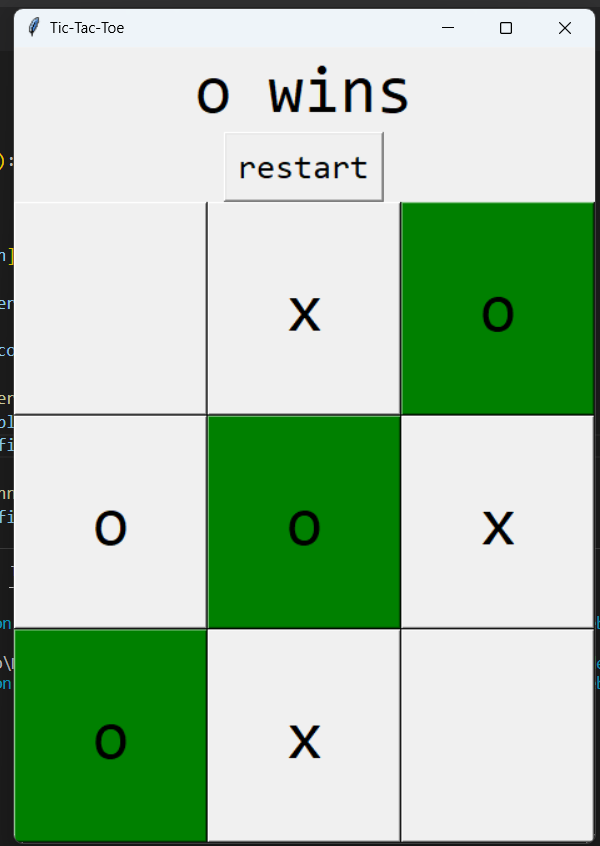 Tic-Tac-Toe
o wins
restart
x o
o o x
o x